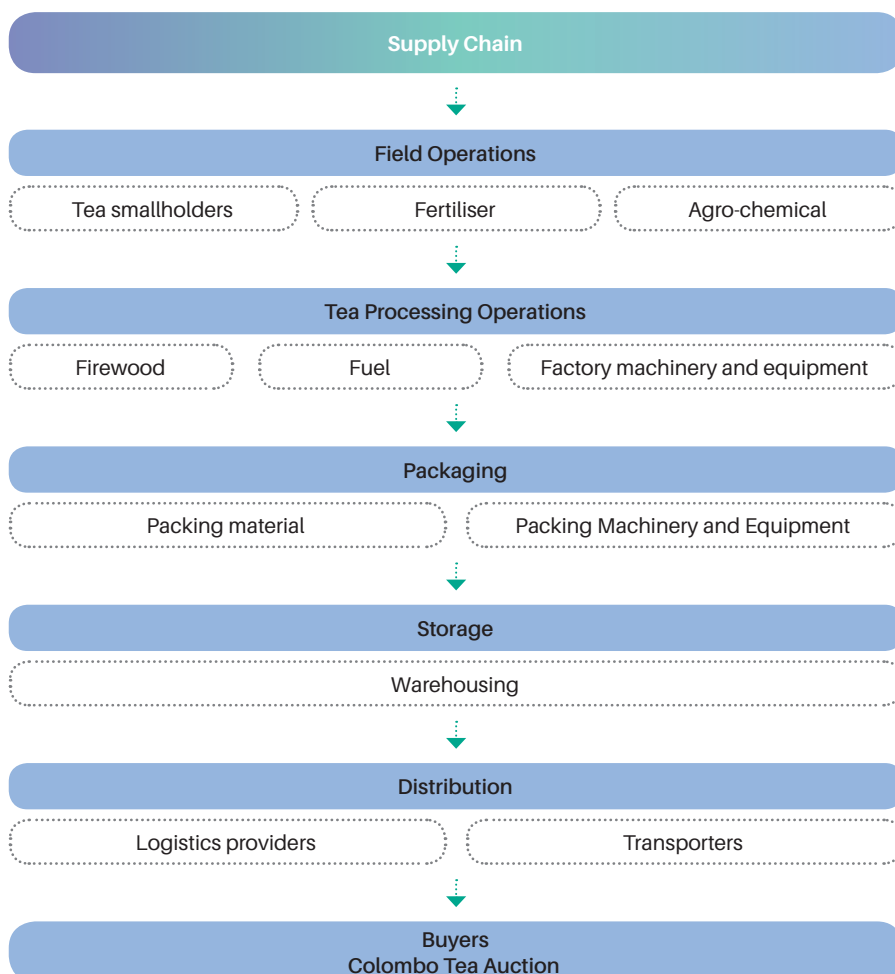 Supply Chain
Field Operations
Tea smallholders
Fertiliser
Agro-chemical
Tea Processing Operations
Firewood
Fuel
Factory machinery and equipment
Packaging
Packing material
Packing Machinery and Equipment
Storage
Warehousing
Distribution
Logistics providers
Transporters
Buyers
Colombo Tea Auction